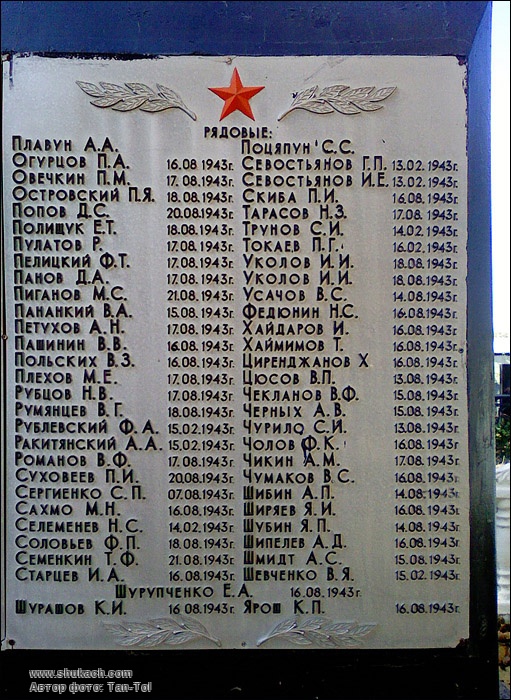 РЯДОВЫЕ:
ПЛАВУН А.А.
ОГУРЦОВ П.А. 16.08.1943г.
ОВЕЧКИН П.М. 17.08.1943г.
ОСТРОВСКИЙ П.Я. 18.08.1943г.
ПОПОВ Д.С. 20.08.1943г.
ПОЛИЩУК Е.Т. 18.08.1943г.
ПУЛАТОВ Р. 17.08.1943г.
ПЕЛИЦКИЙ Ф.Т. 17.08.1943г.
ПАНОВ Д.А. 17.08.1943г.
ПИГАНОВ М.С. 21.08.1943г.
ПАНАНКИЙ В.А. 15.08.1943г.
ПЕТУХОВ А.Н. 17.08.1943г.
ПАШИНИН В.В. 16.08.1943г.
ПОЛЬСКИХ В.З. 16.08.1943г.
ПЛЕХОВ М.Е. 17.08.1943г.
РУБЦОВ Н.В. 17.08.1943г.
РУМЯНЦЕВ В.Г. 18.08.1943г.
РУБЛЕВСКИЙ Ф.А. 15.02.1943г.
РАКИТЯНСКИЙ А.А. 15.02.1943г.
РОМАНОВ В.Ф. 17.08.1943г.
СУХОВЕЕВ П.И. 20.08.1943г.
СЕРГИЕНКО С.П. 07.08.1943г.
САХМО М.Н. 16.08.1943г.
СЕЛЕМЕНЕВ Н.С. 14.02.1943г.
СОЛОВЬЕВ Ф.П. 18.08.1943г.
СЕМЕНКИН Т.Ф. 21.08.1943г.
СТАРЦЕВ И.А. 16.08.1943г.
ПОЦЯПУН С.С.
СЕВОСТЬЯНОВ Г.П. 13.02.1943г.
СЕВОСТЬЯНОВ И.Е. 13.02.1943г.
СКИБА П.И. 16.08.1943г.
ТАРАСОВ Н.З. 17.08.1943г.
ТРУНОВ С.И. 14.02.1943г.
ТОКАЕВ П.Г. 16.02.1943г.
УКОЛОВ И.И. 18.08.1943г.
УКОЛОВ И.И. 18.08.1943г.
УСАЧОВ В.С. 14.08.1943г.
ФЕДЮНИН Н.С. 16.08.1943г.
ХАЙДАРОВ И. 16.08.1943г.
ХАЙМИМОВ Т. 16.08.1943г.
ЦИРЕНДЖАНОВ Х 16.08.1943г.
ЦЮСОВ В.П. 13.08.1943г.
ЧЕКЛАНОВ В.Ф. 15.08.1943г.
ЧЕРНЫХ А.В. 15.08.1943г.
ЧУРИЛО С.И. 13.08.1943г.
ЧОЛОВ Ф.К. 16.08.1943г.
ЧИКИН А.М. 17.08.1943г.
ЧУМАКОВ В.С. 16.08.1943г.
ШИБИН А.П. 14.08.1943г.
ШИРЯЕВ Я.И. 16.08.1943г.
ШУБИН Я.П. 14.08.1943г.
ШИПЕЛЕВ А.Д. 16.08.1943г.
ШМИДТ А.С. 15.08.1943г.
ШЕВЧЕНКО В.Я. 15.02.1943г.
ШУРУПЧЕНКО Е.А. 16.08.1943г.
ШУРАШОВ К.И. 16 08.1943г.
ЯРОШ К.П. 16.08.1943г.
www.shukach.com
Автор фото: Tan-Tol